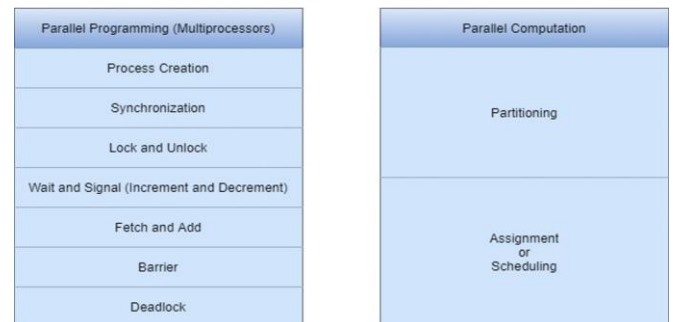 Parallel Programming (Multiprocessors)
Process Creation
Synchronization
Lock and Unlock
Wait and Signal (Increment and Decrement)
Fetch and Add
Barrier
Deadlock
Parallel Computation
Partitioning
Assignment
or
Scheduling